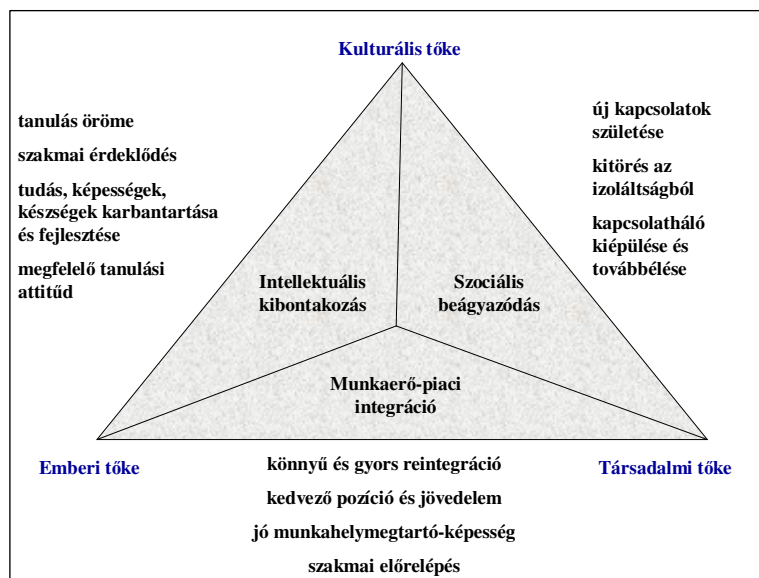 Kulturális tőke
tanulás öröme
szakmai érdeklődés
tudás, képességek,
készségek karbantartása
és fejlesztése
megfelelő tanulási
attitűd
új kapcsolatok
születése
kitörés az
izoláltságból
kapcsolatháló
kiépülése és
továbbélése
Intellektuális
kibontakozás
Szociális
beágyazódás
Munkaerő-piaci
integráció
Emberi tőke
Társadalmi tőke
könnyű és gyors reintegráció
kedvező pozíció és jövedelem
jó munkahelymegtartó-képesség
szakmai előrelépés